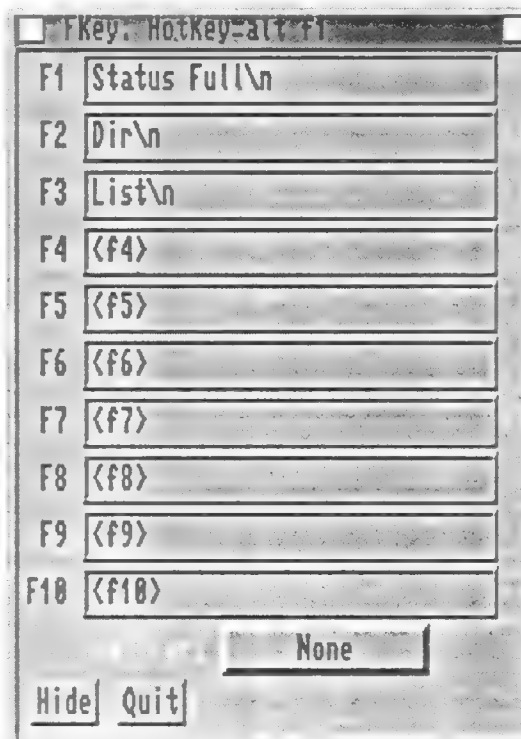 FKey: HotKey=alt f1
F1 Status Full\n
F2 Dir\n
F3 List\n
F4 <f4>
F5 <f5>
F6 <f6>
F7 <f7>
F8 <f8>
F9 <f9>
F10 <f10>
None
Hide Quit